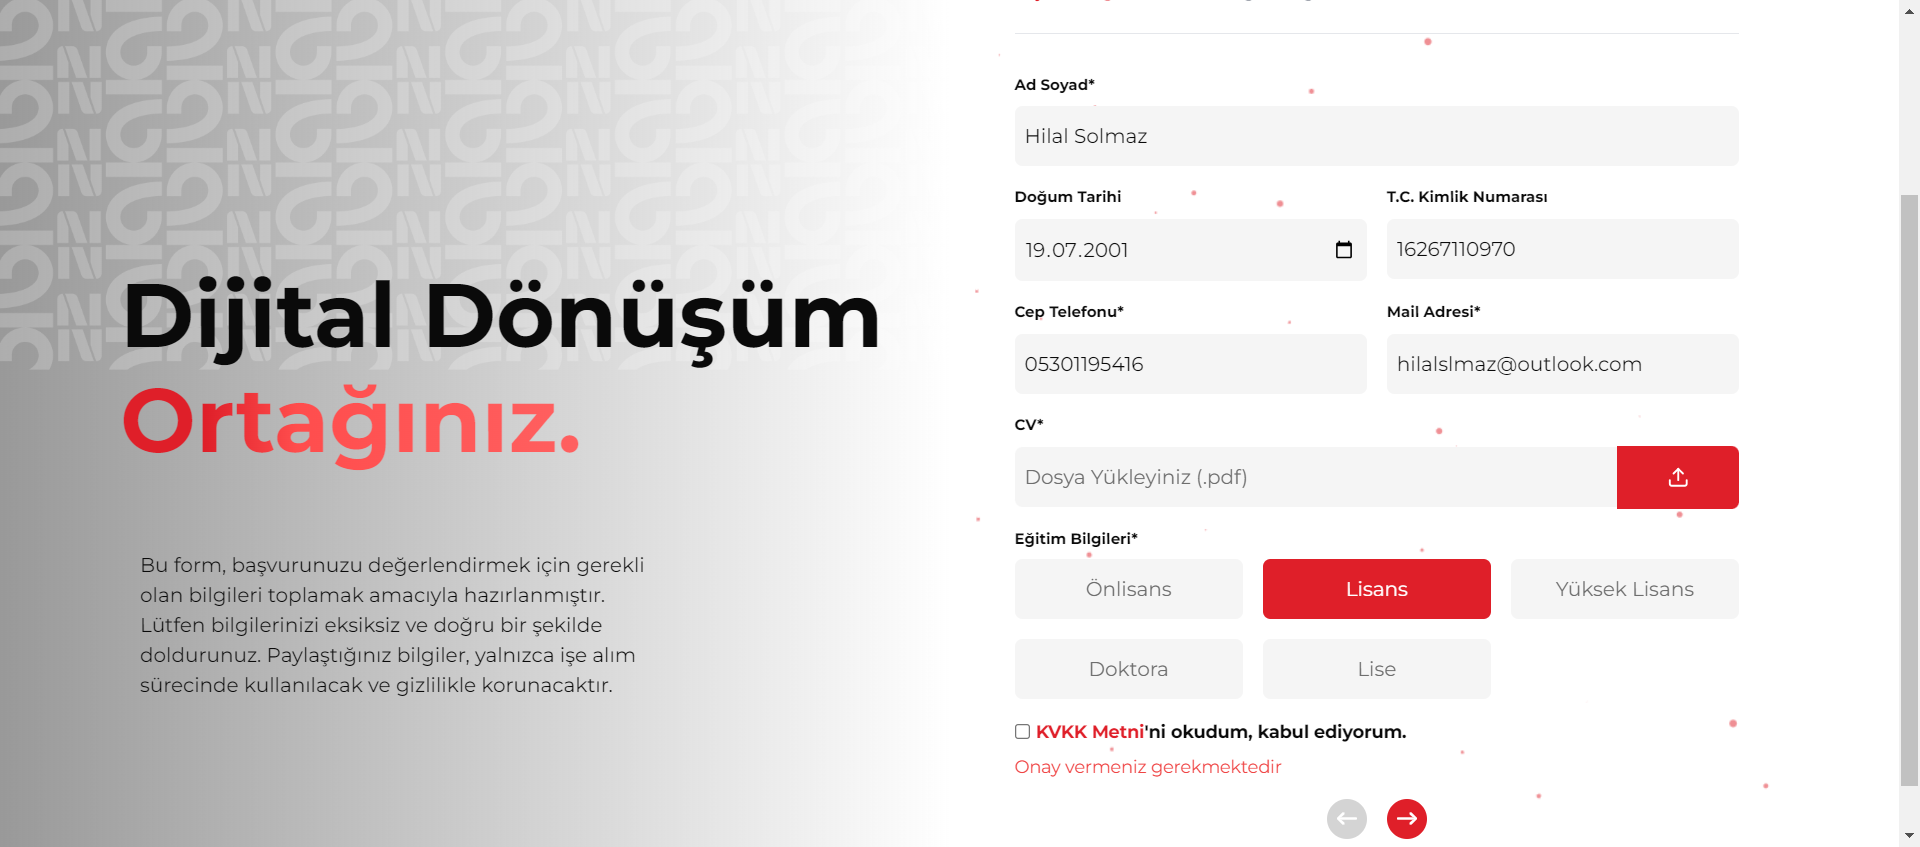 Dijital Dönüşüm
Ortağınız.
Bu form, başvurunuzu değerlendirmek için gerekli
olan bilgileri toplamak amacıyla hazırlanmıştır.
Lütfen bilgilerinizi eksiksiz ve doğru bir şekilde
doldurunuz. Paylaştığınız bilgiler, yalnızca işe alım
sürecinde kullanılacak ve gizlilikle korunacaktır.
Ad Soyad*
Hilal Solmaz
Doğum Tarihi
T.C. Kimlik Numarası
19.07.2001
16267110970
Cep Telefonu*
Mail Adresi*
05301195416
hilalslmaz@outlook.com
CV*
Dosya Yükleyiniz (.pdf)
Eğitim Bilgileri*
Önlisans
Lisans
Yüksek Lisans
Doktora
Lise
KVKK Metni'ni okudum, kabul ediyorum.
Onay vermeniz gerekmektedir